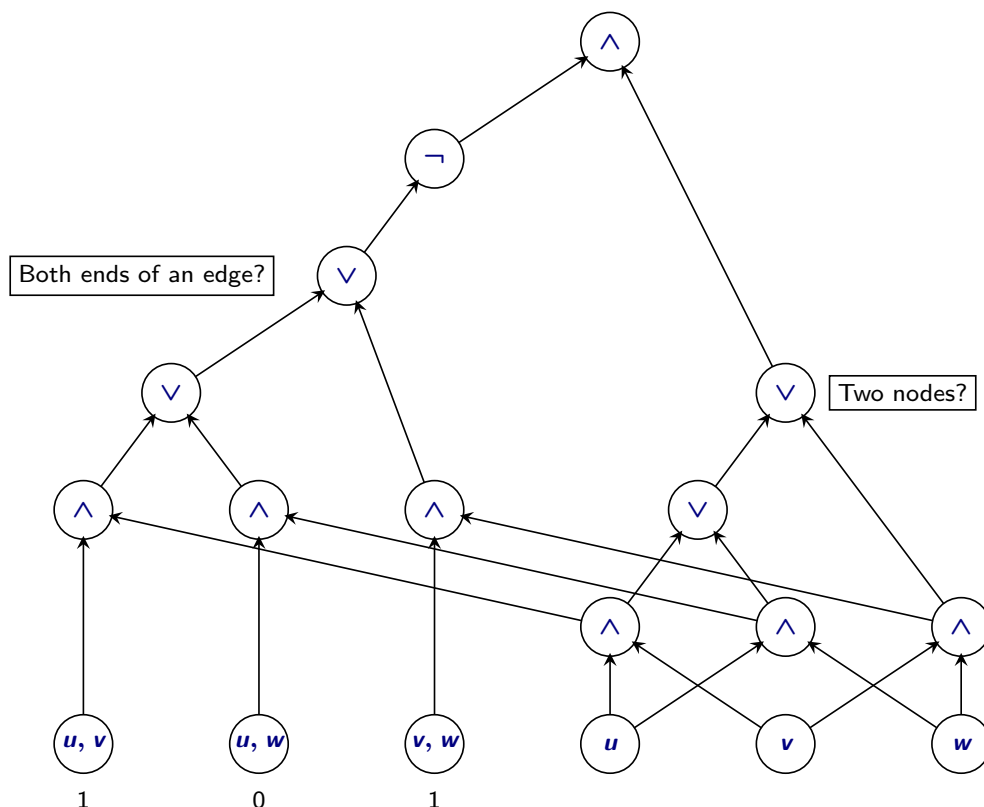 ∧
¬
Both ends of an edge?
∨
∨
∨
Two nodes?
∧
∧
∧
∨
∧
∧
∧
u, v
u, w
v, w
u
v
w
1
0
1